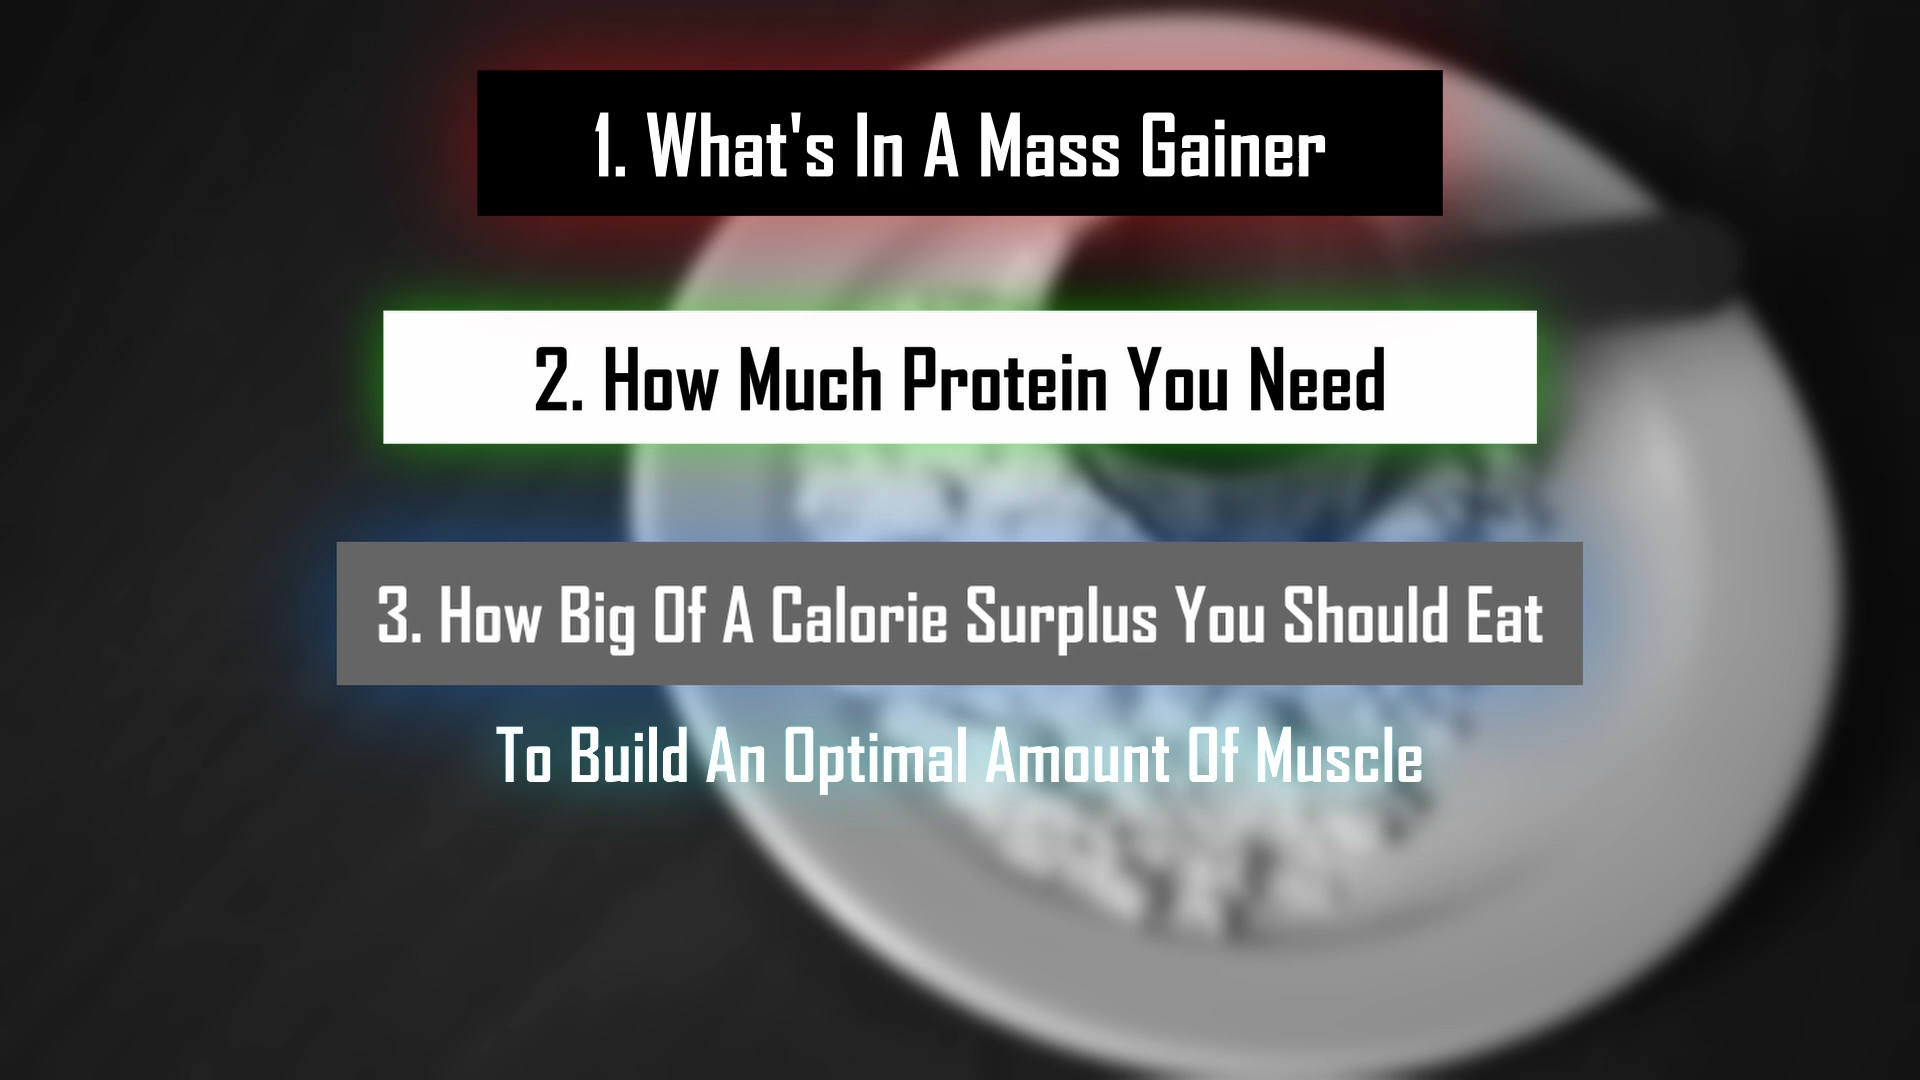 1. What's In A Mass Gainer
2. How Much Protein You Need
3. How Big Of A Calorie Surplus You Should Eat
To Build An Optimal Amount Of Muscle